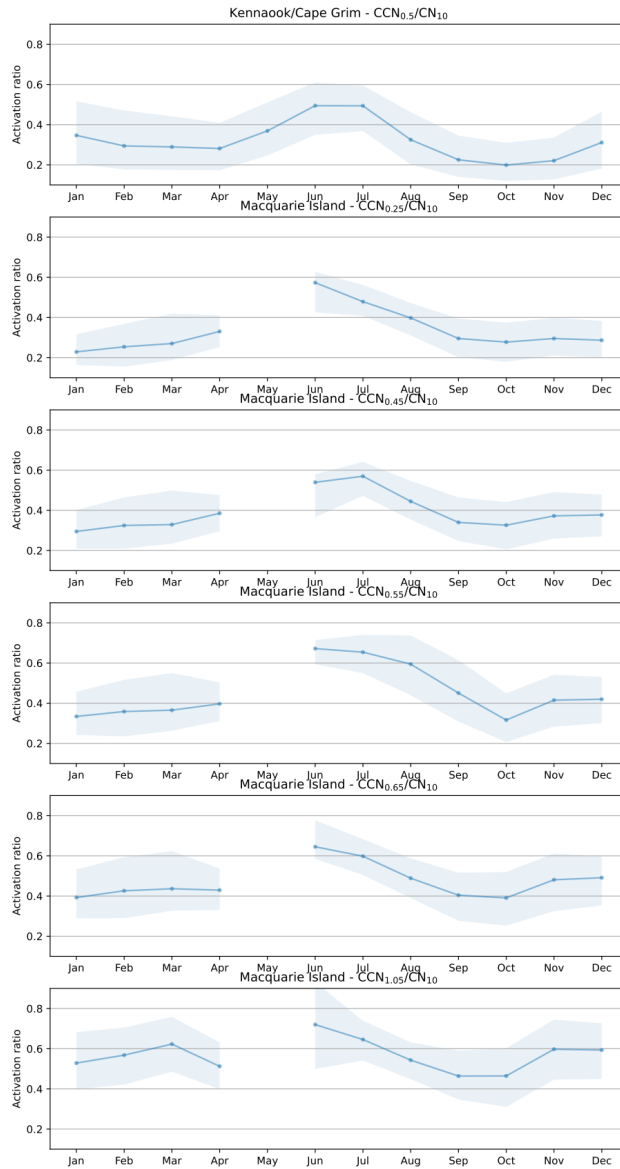 Kennaook/Cape Grim - CCN0.5/CN10
0.8
0.6
0.4
0.2
Activation ratio
Jan Feb Mar Apr May Jun Jul Aug Sep Oct Nov Dec
Macquarie Island - CCN0.25/CN10
0.8
0.6
0.4
0.2
Activation ratio
Jan Feb Mar Apr May Jun Jul Aug Sep Oct Nov Dec
Macquarie Island - CCN0.45/CN10
0.8
0.6
0.4
0.2
Activation ratio
Jan Feb Mar Apr May Jun Jul Aug Sep Oct Nov Dec
Macquarie Island - CCN0.55/CN10
0.8
0.6
0.4
0.2
Activation ratio
Jan Feb Mar Apr May Jun Jul Aug Sep Oct Nov Dec
Macquarie Island - CCN0.65/CN10
0.8
0.6
0.4
0.2
Activation ratio
Jan Feb Mar Apr May Jun Jul Aug Sep Oct Nov Dec
Macquarie Island - CCN1.05/CN10
0.8
0.6
0.4
0.2
Activation ratio
Jan Feb Mar Apr May Jun Jul Aug Sep Oct Nov Dec